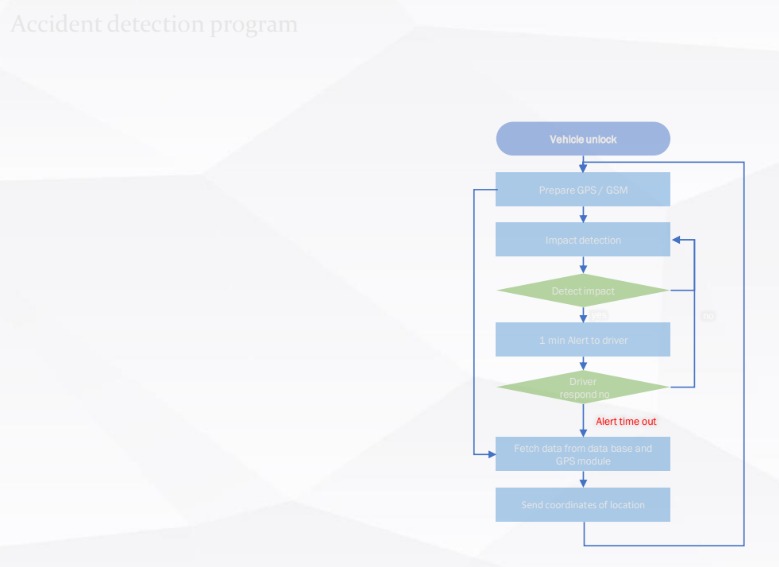 Accident detection program
Vehicle unlock
Prepare GPS / GSM
Impact detection
Detect impact
1 min Alert to driver
Driver
respond no
Alert time out
Fetch data from data base and
GPS module
Send coordinates of location